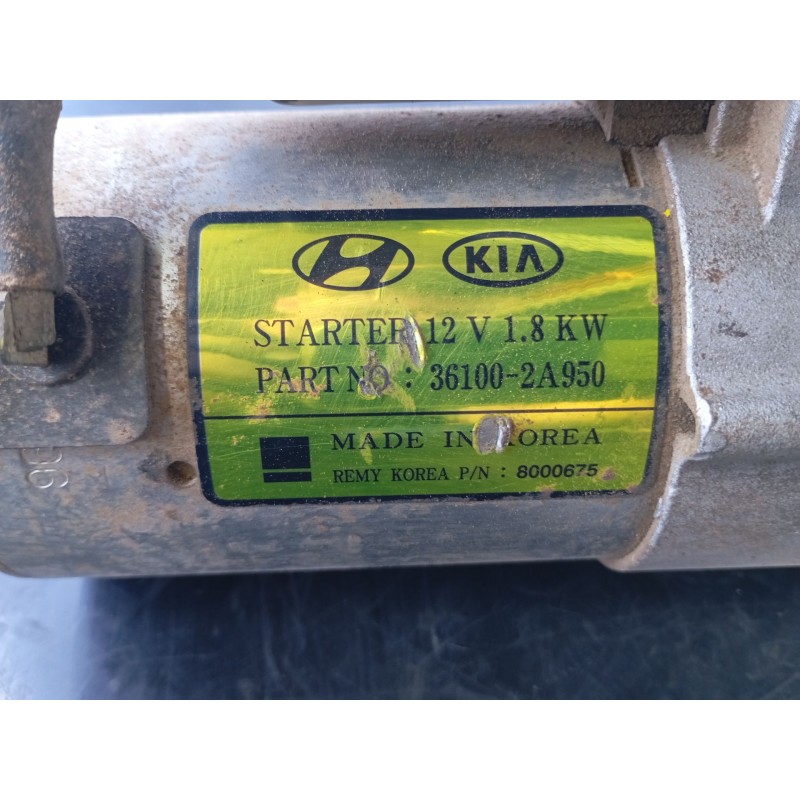 KIA
STARTER 12 V 1.8 KW
PART NO : 36100-2A950
MADE IN KOREA
REMY KOREA P/N : 8000675